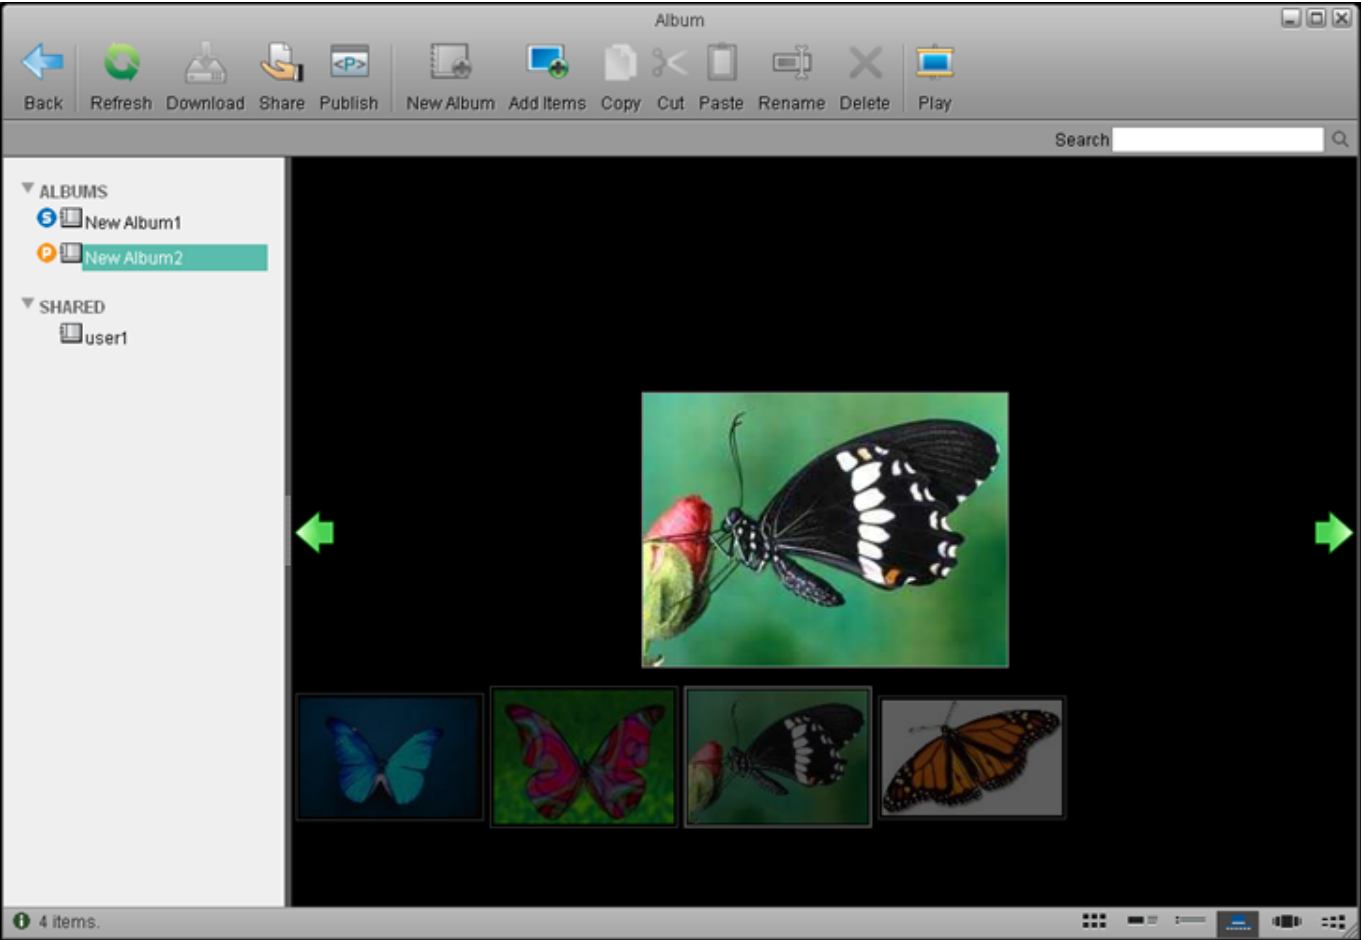 Album
Back Refresh Download Share <P> Publish New Album Add Items Copy Cut Paste Rename Delete Play
Search
ALBUMS
S New Album1
P New Album2
SHARED
user1
4 items.